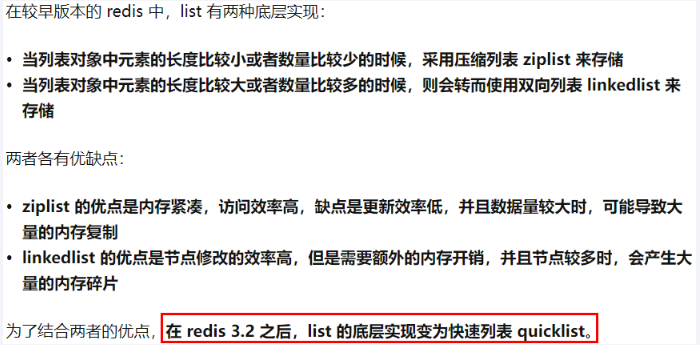 在较早版本的 redis 中，list 有两种底层实现：
• 当列表对象中元素的长度比较小或者数量比较少的时候，采用压缩列表 ziplist 来存储
• 当列表对象中元素的长度比较大或者数量比较多的时候，则会转而使用双向列表 linkedlist 来
存储
两者各有优缺点：
• ziplist 的优点是内存紧凑，访问效率高，缺点是更新效率低，并且数据量较大时，可能导致大
量的内存复制
• linkedlist 的优点是节点修改的效率高，但是需要额外的内存开销，并且节点较多时，会产生大
量的内存碎片
为了结合两者的优点，在 redis 3.2 之后，list 的底层实现变为快速列表 quicklist。